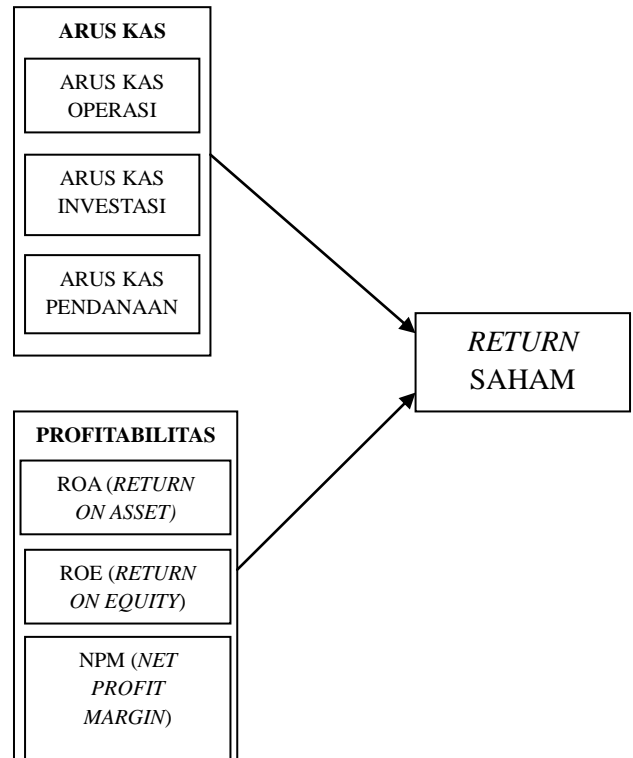 ARUS KAS
ARUS KAS
OPERASI
ARUS KAS
INVESTASI
ARUS KAS
PENDANAAN
RETURN
SAHAM
PROFITABILITAS
ROA (RETURN
ON ASSET)
ROE (RETURN
ON EQUITY)
NPM (NET
PROFIT
MARGIN)